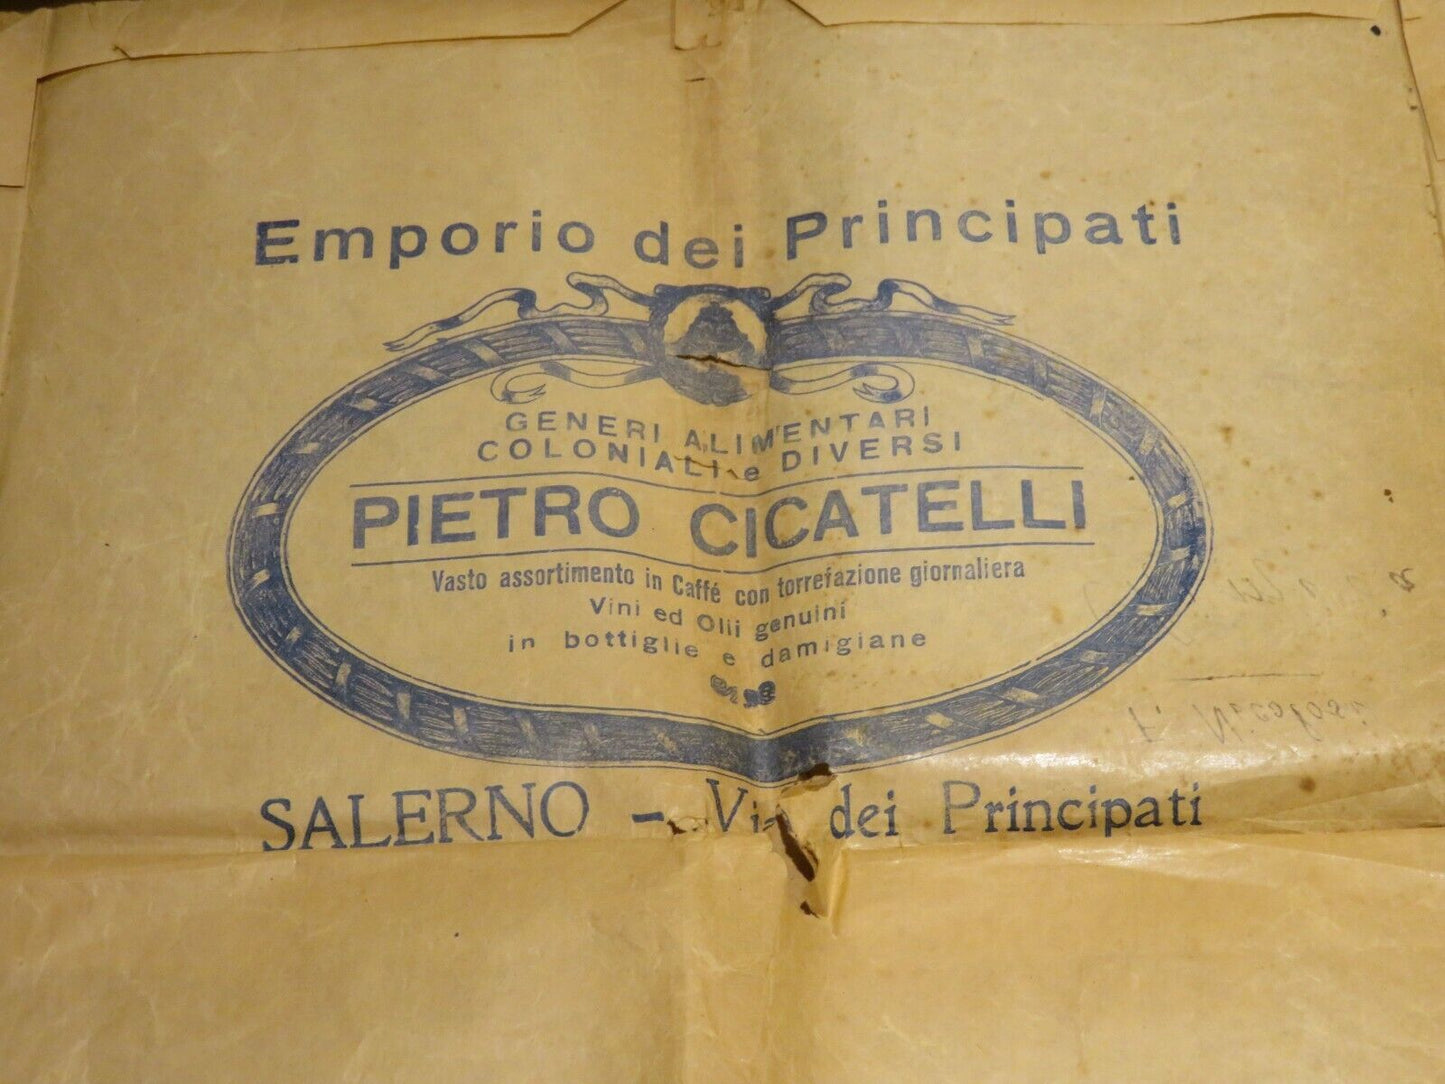 Emporio dei Principati
GENERI ALIMENTARI
COLONIALI e DIVERSI
PIETRO CICATELLI
Vasto assortimento in Caffé con torrefazione giornaliera
Vini ed Olii genuini
in bottiglie e damigiane
SALERNO - Via dei Principati